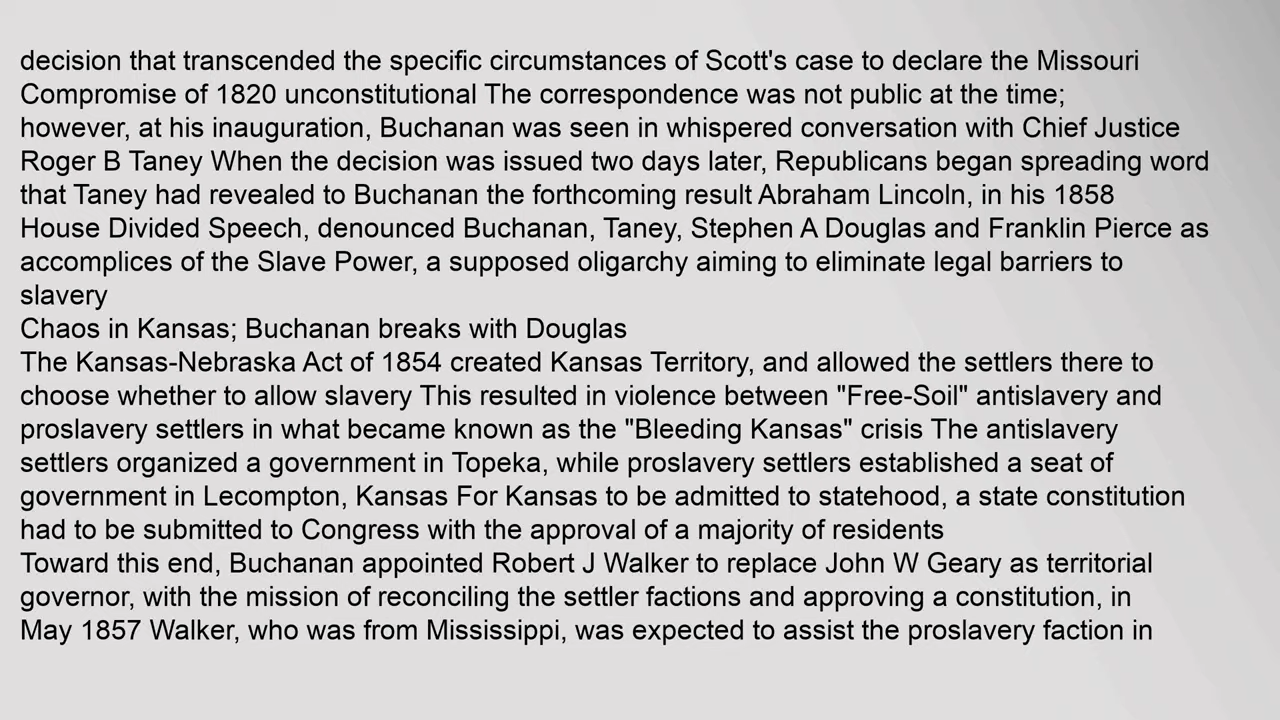 decision that transcended the specific circumstances of Scott's case to declare the Missouri
Compromise of 1820 unconstitutional The correspondence was not public at the time;
however, at his inauguration, Buchanan was seen in whispered conversation with Chief Justice
Roger B Taney When the decision was issued two days later, Republicans began spreading word
that Taney had revealed to Buchanan the forthcoming result Abraham Lincoln, in his 1858
House Divided Speech, denounced Buchanan, Taney, Stephen A Douglas and Franklin Pierce as
accomplices of the Slave Power, a supposed oligarchy aiming to eliminate legal barriers to
slavery
Chaos in Kansas; Buchanan breaks with Douglas
The Kansas-Nebraska Act of 1854 created Kansas Territory, and allowed the settlers there to
choose whether to allow slavery This resulted in violence between "Free-Soil" antislavery and
proslavery settlers in what became known as the "Bleeding Kansas" crisis The antislavery
settlers organized a government in Topeka, while proslavery settlers established a seat of
government in Lecompton, Kansas For Kansas to be admitted to statehood, a state constitution
had to be submitted to Congress with the approval of a majority of residents
Toward this end, Buchanan appointed Robert J Walker to replace John W Geary as territorial
governor, with the mission of reconciling the settler factions and approving a constitution, in
May 1857 Walker, who was from Mississippi, was expected to assist the proslavery faction in